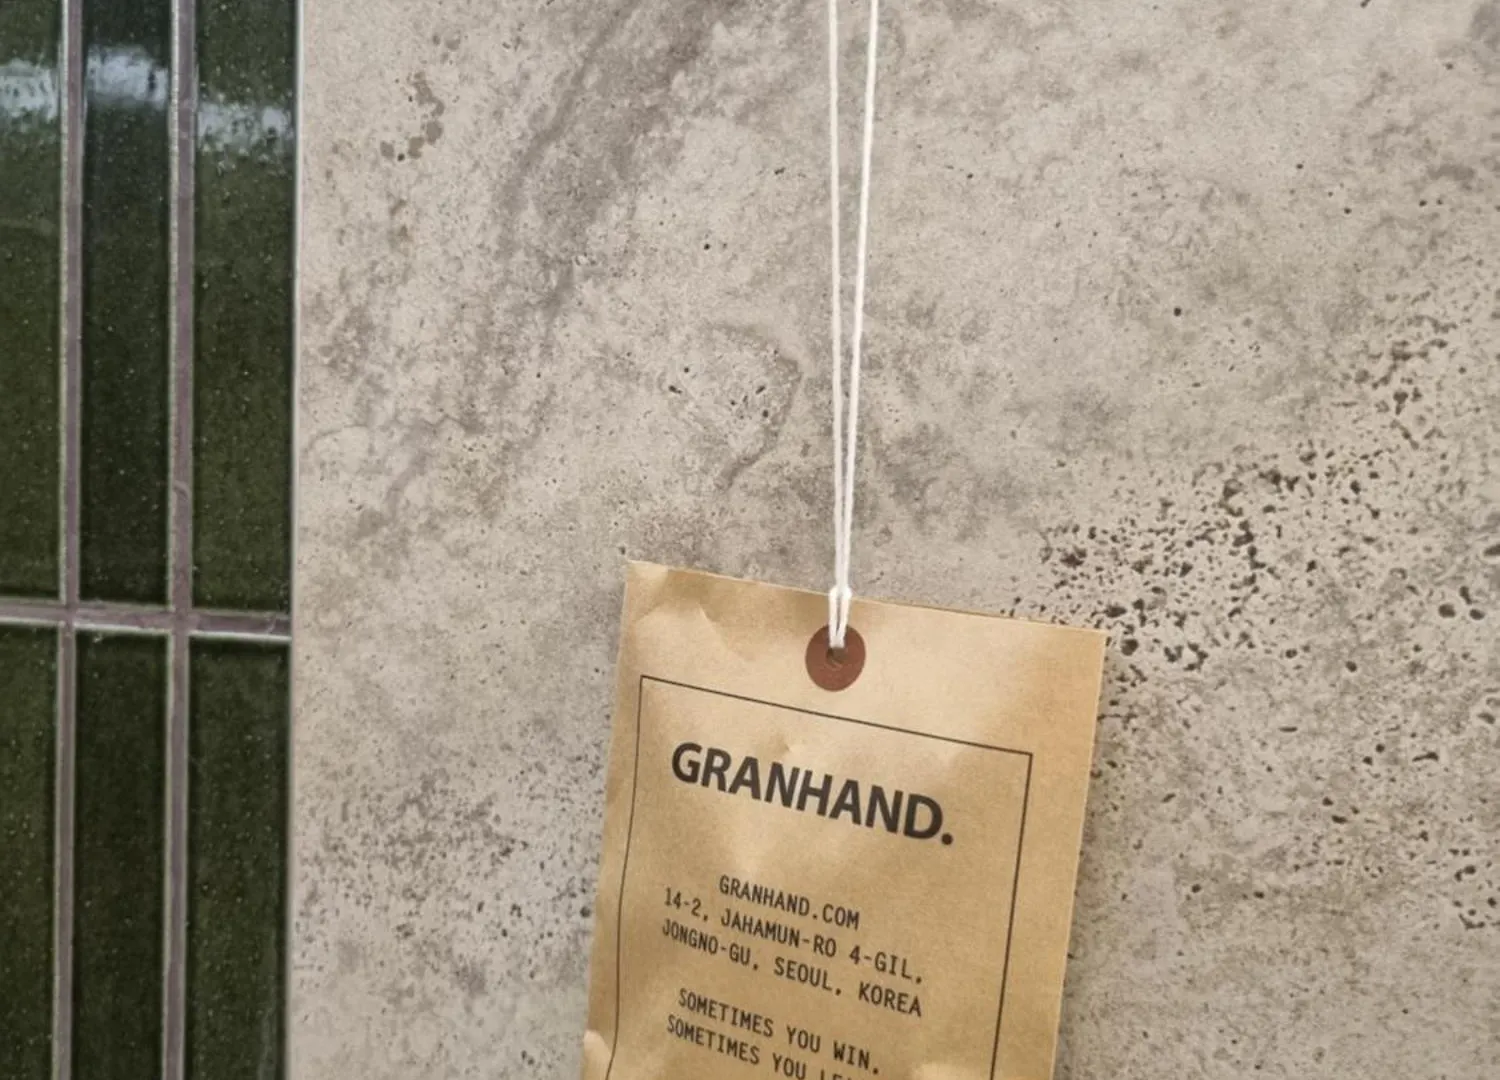 GRANHAND.
GRANHAND.COM
14-2, JAHAMUN-RO 4-GIL,
JONGNO-GU, SEOUL, KOREA
SOMETIMES YOU WIN,
SOMETIMES YOU